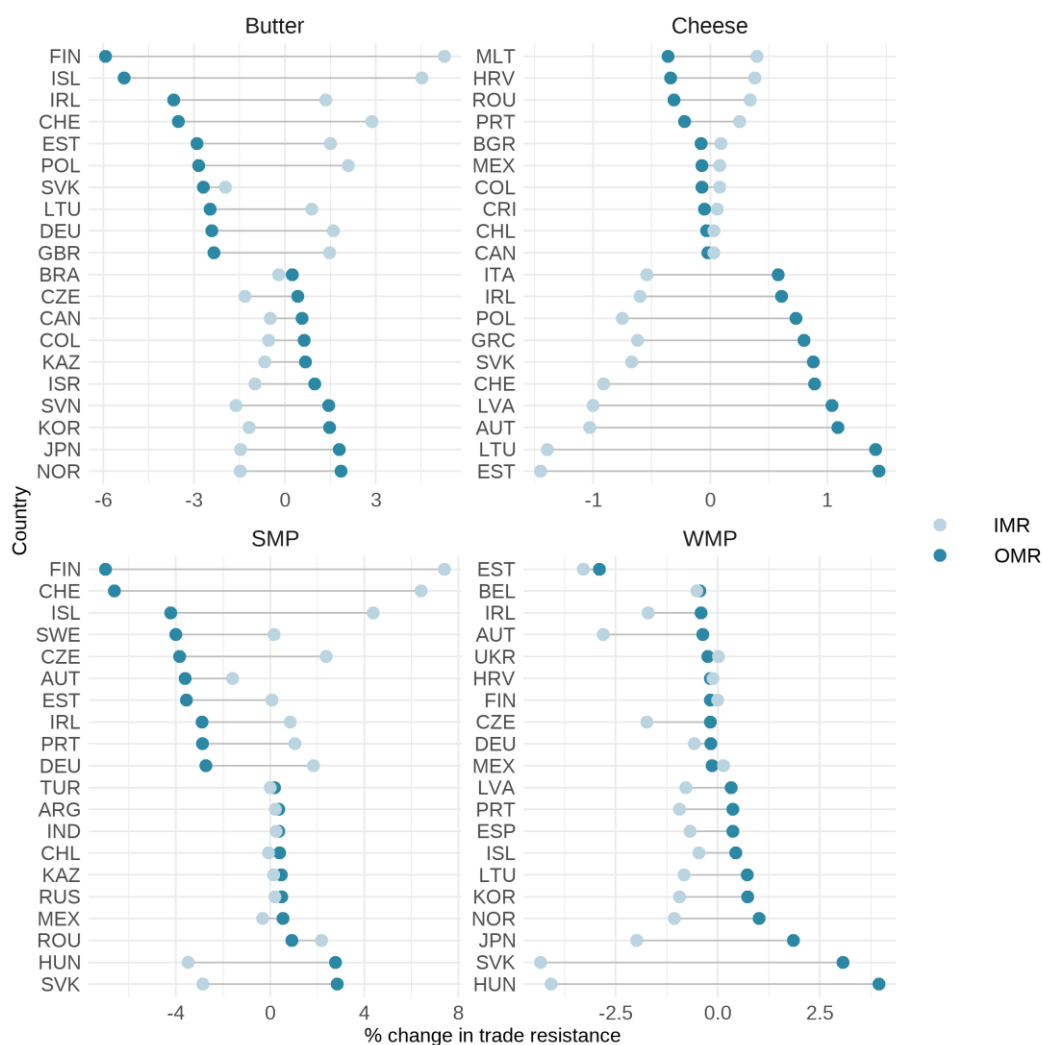 Butter
FIN
ISL
IRL
CHE
EST
POL
SVK
LTU
DEU
GBR
BRA
CZE
CAN
COL
KAZ
ISR
SVN
KOR
JPN
NOR
-6 -3 0 3
Cheese
MLT
HRV
ROU
PRT
BGR
MEX
COL
CRI
CHL
CAN
ITA
IRL
POL
GRC
SVK
CHE
LVA
AUT
LTU
EST
-1 0 1
Country
SMP
FIN
CHE
ISL
SWE
CZE
AUT
EST
IRL
PRT
DEU
TUR
ARG
IND
CHL
KAZ
RUS
MEX
ROU
HUN
SVK
-4 0 4 8
WMP
EST
BEL
IRL
AUT
UKR
HRV
FIN
CZE
DEU
MEX
LVA
PRT
ESP
ISL
LTU
KOR
NOR
JPN
SVK
HUN
-2.5 0.0 2.5
% change in trade resistance
IMR
OMR